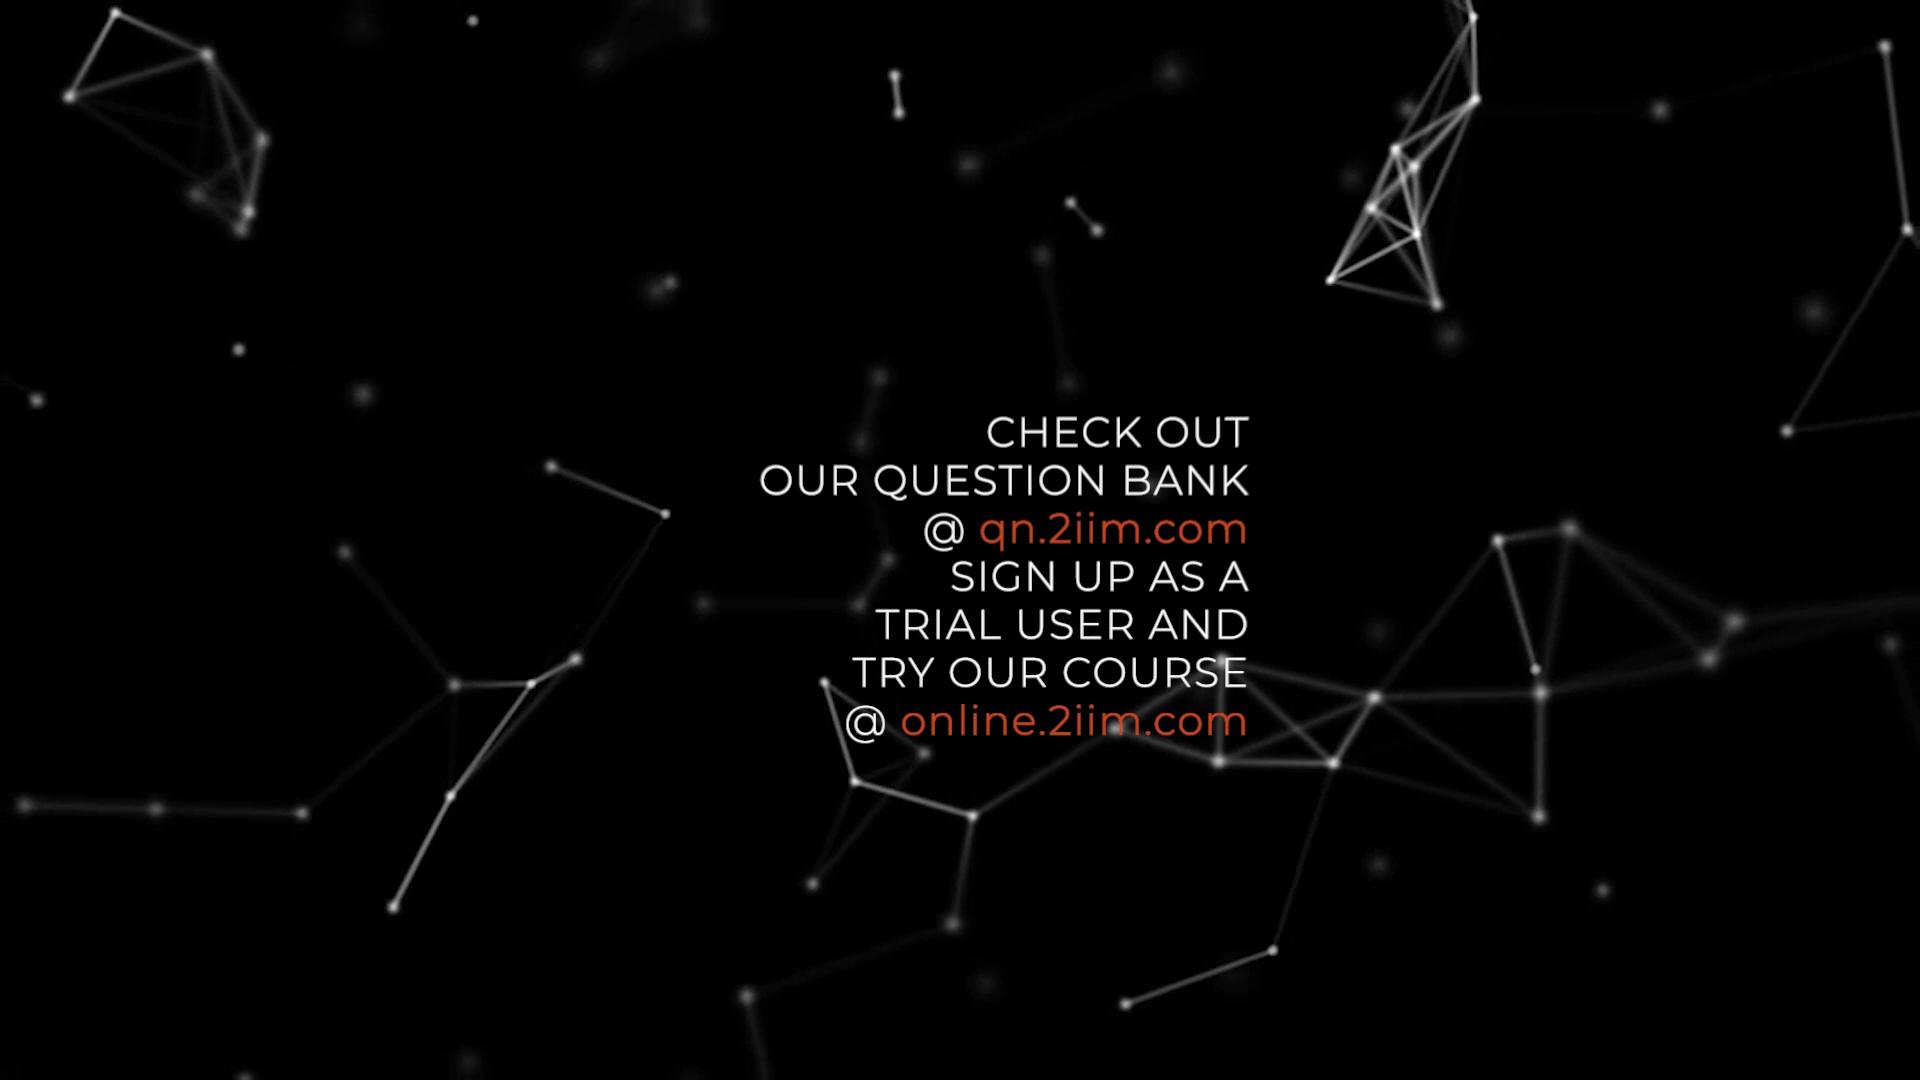 CHECK OUT
OUR QUESTION BANK
@ qn.2iim.com
SIGN UP AS A
TRIAL USER AND
TRY OUR COURSE
@ online.2iim.com